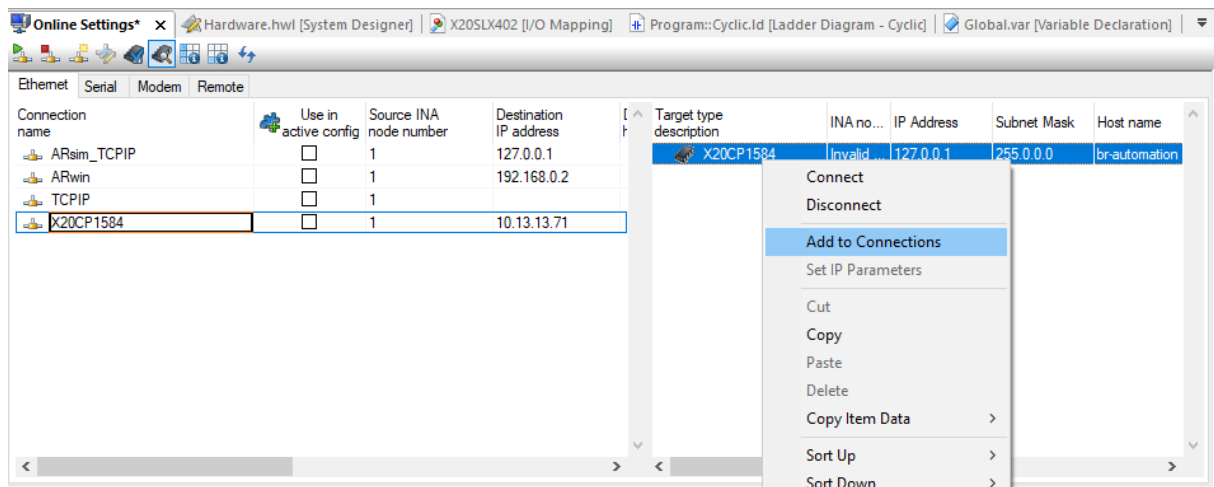 Online Settings* x Hardware.hwl [System Designer] X20SLX402 [I/O Mapping] Program::Cyclic.ld [Ladder Diagram - Cyclic] Global.var [Variable Declaration]
Ethernet Serial Modem Remote
Connection name Use in active config Source INA node number Destination IP address
ARsim_TCPIP 1 127.0.0.1
ARwin 1 192.168.0.2
TCPIP 1
X20CP1584 1 10.13.13.71
Target type description INA no... IP Address Subnet Mask Host name
X20CP1584 Invalid ... 127.0.0.1 255.0.0.0 br-automation
Connect
Disconnect
Add to Connections
Set IP Parameters
Cut
Copy
Paste
Delete
Copy Item Data >
Sort Up >
Sort Down >